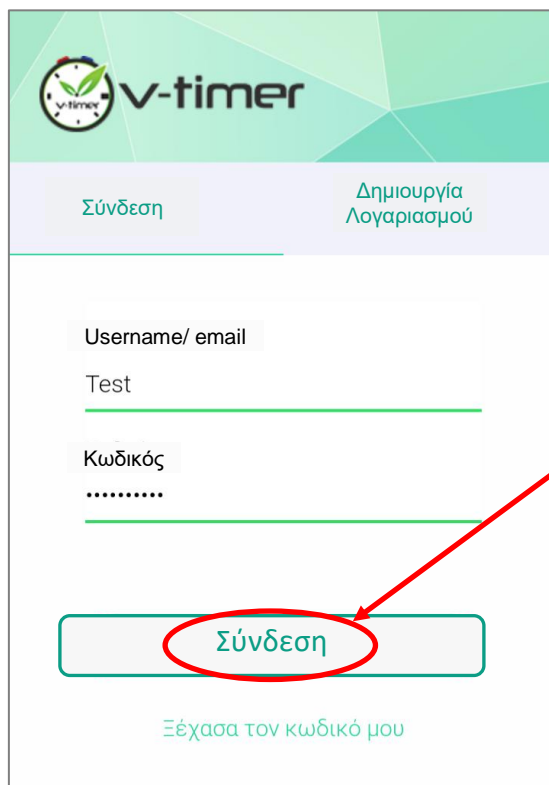 v-timer
v-timer
Σύνδεση
Δημιουργία
Λογαριασμού
Username/ email
Test
Κωδικός
••••••••••
Σύνδεση
Ξέχασα τον κωδικό μου